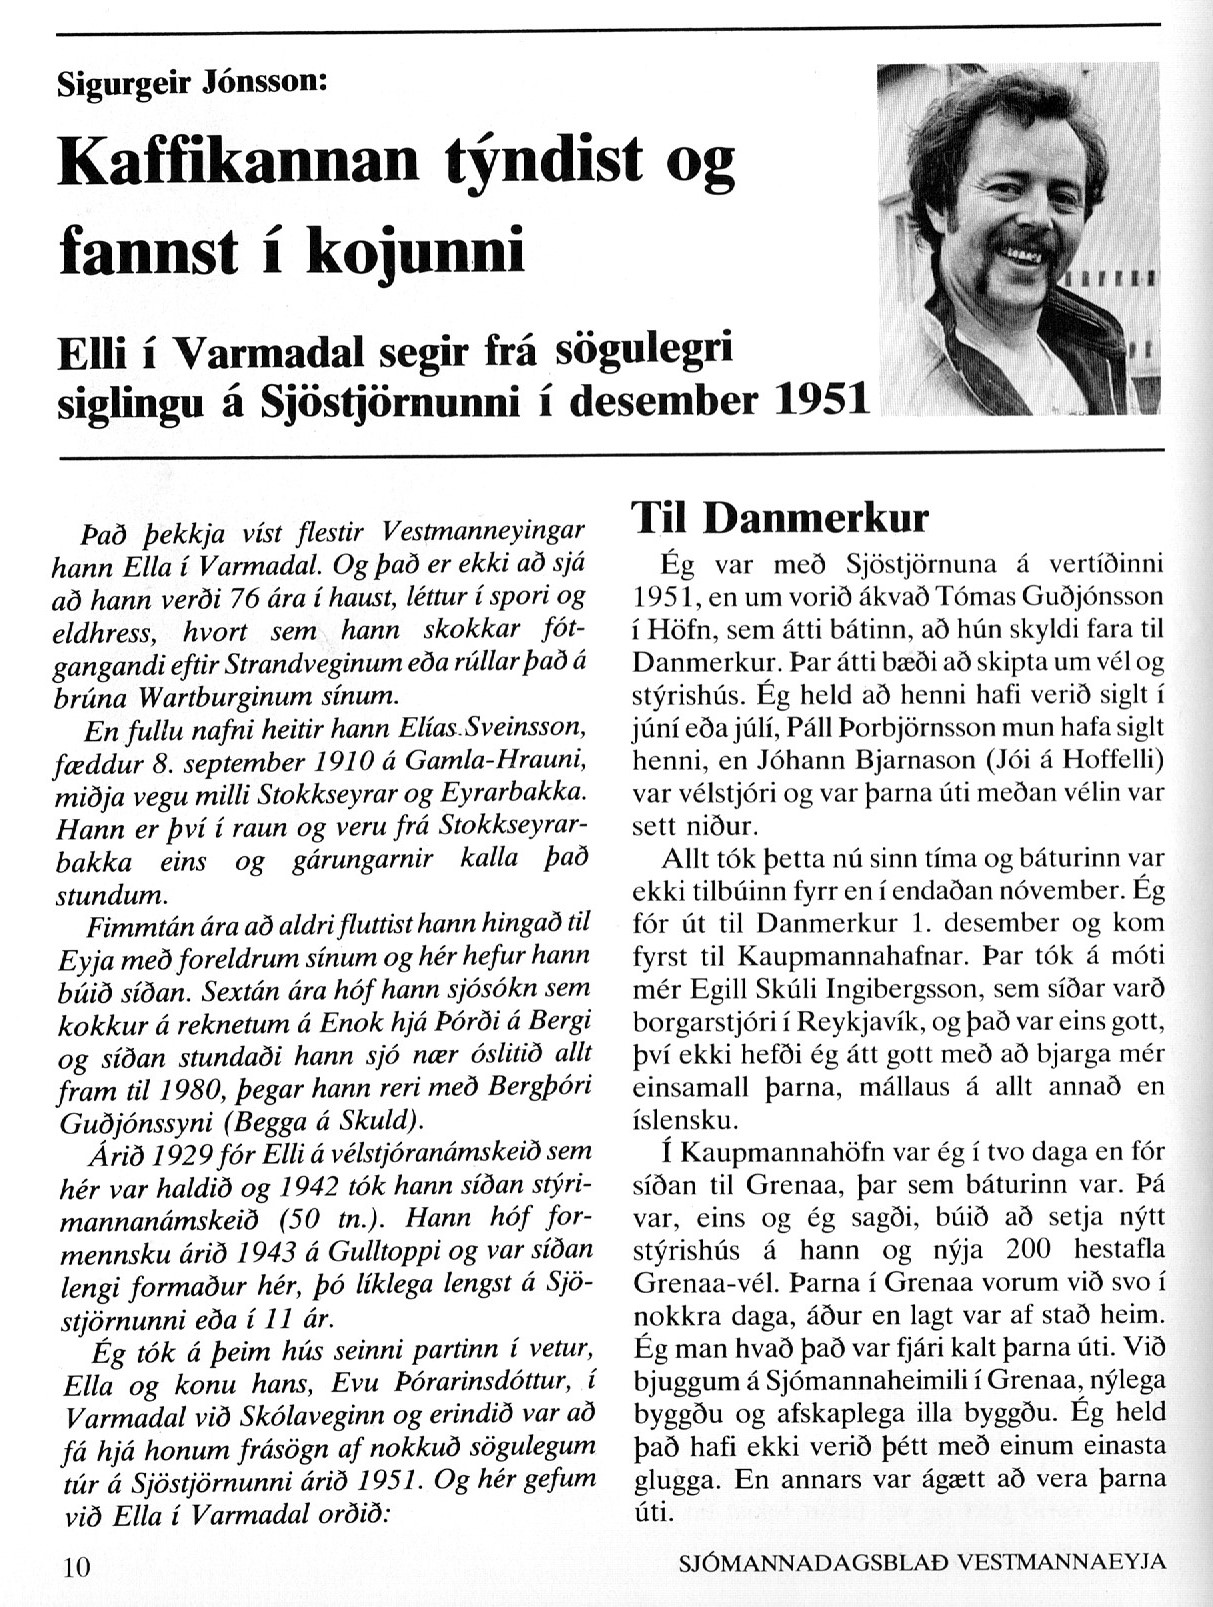 Sigurgeir Jónsson:
Kaffikannan týndist og
fannst í kojunni
Elli í Varmadal segir frá sögulegri
siglingu á Sjöstjörnunni í desember 1951
Það þekkja víst flestir Vestmanneyingar
hann Ella í Varmadal. Og það er ekki að sjá
að hann verði 76 ára í haust, léttur í spori og
eldhress, hvort sem hann skokkar fót-
gangandi eftir Strandveginum eða rúllar það á
brúna Wartburginum sínum.
En fullu nafni heitir hann Elías Sveinsson,
fæddur 8. september 1910 á Gamla-Hrauni,
miðja vegu milli Stokkseyrar og Eyrarbakka.
Hann er því í raun og veru frá Stokkseyrar-
bakka eins og gárungarnir kalla það
stundum.
Fimmtán ára að aldri fluttist hann hingað til
Eyja með foreldrum sínum og hér hefur hann
búið síðan. Sextán ára hóf hann sjósókn sem
kokkur á reknetum á Enok hjá Þórði á Bergi
og síðan stundaði hann sjó nær óslitið allt
fram til 1980, þegar hann reri með Bergþóri
Guðjónssyni (Begga á Skuld).
Árið 1929 fór Elli á vélstjóranámskeið sem
hér var haldið og 1942 tók hann síðan stýri-
mannanámskeið (50 tn.). Hann hóf for-
mennsku árið 1943 á Gulltoppi og var síðan
lengi formaður hér, þó líklega lengst á Sjö-
stjörnunni eða í 11 ár.
Ég tók á þeim hús seinni partinn í vetur,
Ella og konu hans, Evu Þórarinsdóttur, í
Varmadal við Skólaveginn og erindið var að
fá hjá honum frásögn af nokkuð sögulegum
túr á Sjöstjörnunni árið 1951. Og hér gefum
við Ella í Varmadal orðið:
Til Danmerkur
Ég var með Sjöstjörnuna á vertíðinni
1951, en um vorið ákvað Tómas Guðjónsson
í Höfn, sem átti bátinn, að hún skyldi fara til
Danmerkur. Þar átti bæði að skipta um vél og
stýrishús. Ég held að henni hafi verið siglt í
júní eða júlí, Páll Þorbjörnsson mun hafa siglt
henni, en Jóhann Bjarnason (Jói á Hoffelli)
var vélstjóri og var þarna úti meðan vélin var
sett niður.
Allt tók þetta nú sinn tíma og báturinn var
ekki tilbúinn fyrr en í endaðan nóvember. Ég
fór út til Danmerkur 1. desember og kom
fyrst til Kaupmannahafnar. Þar tók á móti
mér Egill Skúli Ingibergsson, sem síðar varð
borgarstjóri í Reykjavík, og það var eins gott,
því ekki hefði ég átt gott með að bjarga mér
einsamall þarna, mállaus á allt annað en
íslensku.
Í Kaupmannahöfn var ég í tvo daga en fór
síðan til Grenaa, þar sem báturinn var. Þá
var, eins og ég sagði, búið að setja nýtt
stýrishús á hann og nýja 200 hestafla
Grenaa-vél. Þarna í Grenaa vorum við svo í
nokkra daga, áður en lagt var af stað heim.
Ég man hvað það var fjári kalt þarna úti. Við
bjuggum á Sjómannaheimili í Grenaa, nýlega
byggðu og afskaplega illa byggðu. Ég held
það hafi ekki verið þétt með einum einasta
glugga. En annars var ágætt að vera þarna
úti.
10
SJÓMANNADAGSBLAÐ VESTMANNAEYJA